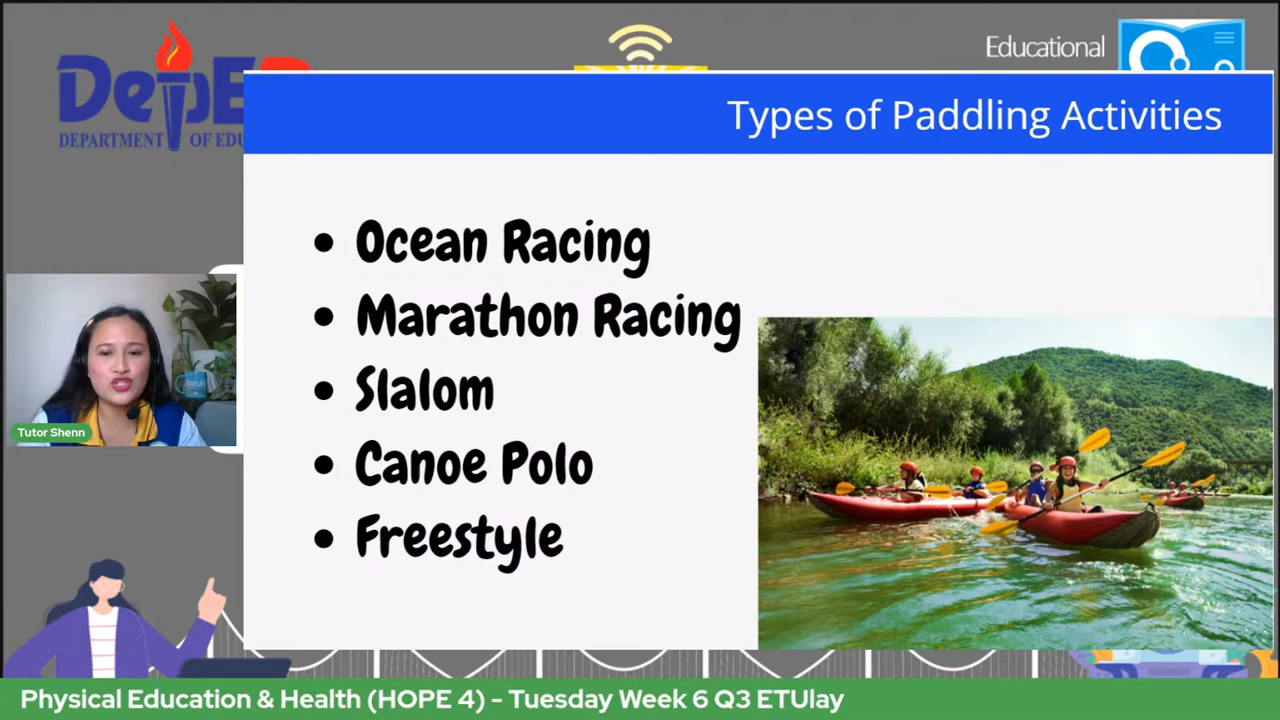 DepE
DEPARTMENT OF EDU
Educational
Types of Paddling Activities
• Ocean Racing
• Marathon Racing
• Slalom
• Canoe Polo
• Freestyle
Tutor Shenn
Physical Education & Health (HOPE 4) - Tuesday Week 6 Q3 ETUlay